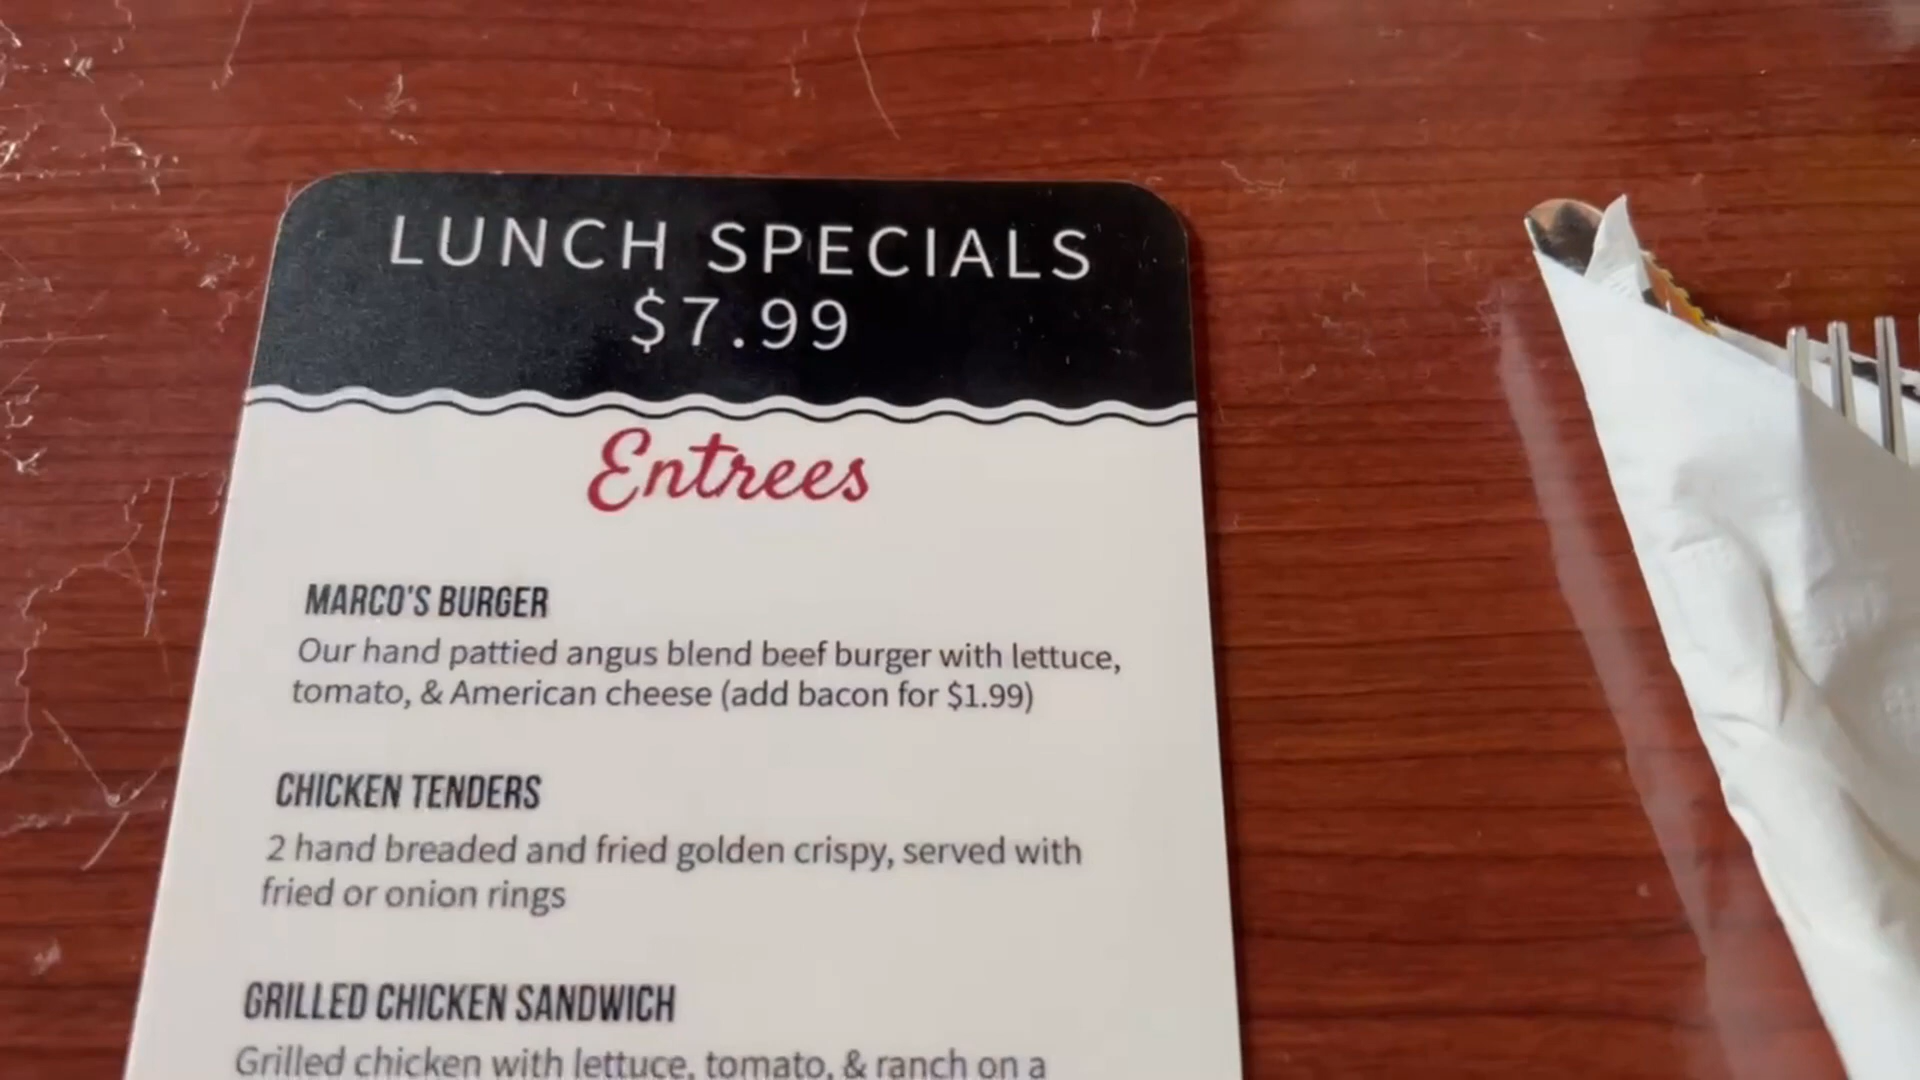 LUNCH SPECIALS
$7.99
Entrees
MARCO'S BURGER
Our hand pattied angus blend beef burger with lettuce,
tomato, & American cheese (add bacon for $1.99)
CHICKEN TENDERS
2 hand breaded and fried golden crispy, served with
fried or onion rings
GRILLED CHICKEN SANDWICH
Grilled chicken with lettuce, tomato, & ranch on a